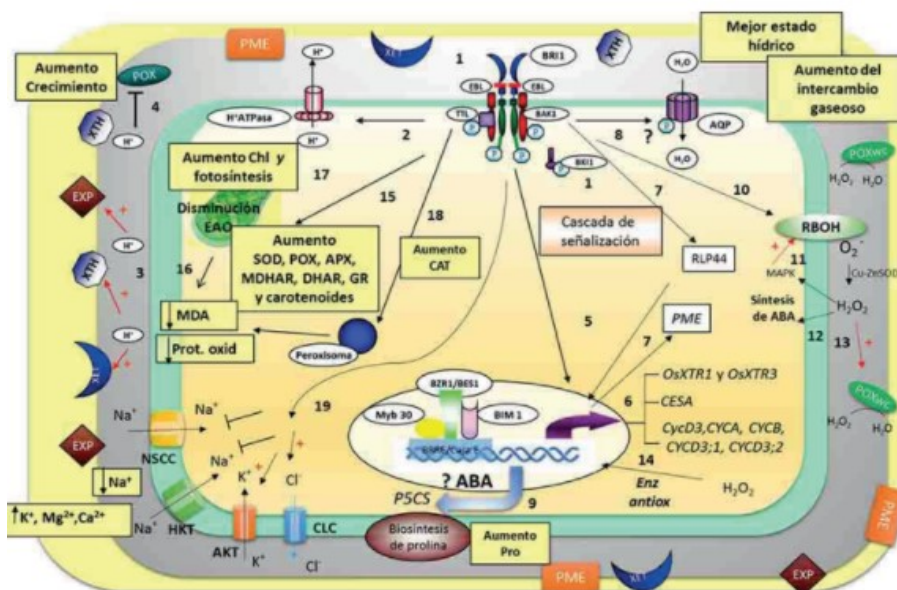 PME
XET
XTH
Mejor estado
hídrico
Aumento
Crecimiento
POX
4
1
BRI1
H⁺
EBL
EBL
H₂O
Aumento del
intercambio
gaseoso
XTH
H⁺
H⁺ATPasa
H⁺
2
TTL
BAK1
P
P
P
P
8
?
P
AQP
H₂O
POXwc
H₂O₂
H₂O
Aumento Chl y
fotosíntesis
17
BKI1
P
1
EXP
+
Disminución
EAO
15
18
7
10
Cascada de
señalización
RBOH
O₂⁻
H⁺
3
XTH
+
16
Aumento
SOD, POX, APX,
MDHAR, DHAR, GR
y carotenoides
Aumento
CAT
RLP44
+
11
MAPK
Cu-ZnSOD
H₂O₂
MDA
Síntesis
de ABA
H⁺
+
Prot. oxid
Peroxisoma
5
PME
7
12
13
+
OsXTR1 y OsXTR3
19
BZR1/BES1
Myb 30
BIM 1
6
CESA
CycD3,CYCA, CYCB,
CYCD3;1, CYCD3;2
POXwc
H₂O₂
H₂O
Na⁺
Na⁺
EXP
NSCC
Na⁺
+
+
K⁺
Cl⁻
? ABA
14
Enz
antiox
H₂O₂
Na⁺
P5CS
9
K⁺, Mg²⁺,Ca²⁺
Na⁺
HKT
AKT
K⁺
CLC
+
Cl⁻
Biosíntesis
de prolina
Aumento
Pro
PME
PME
XET
EXP